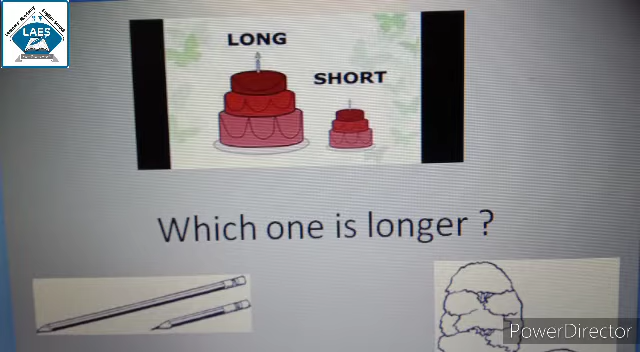 LAES
LONG
SHORT
Which one is longer ?
PowerDirector